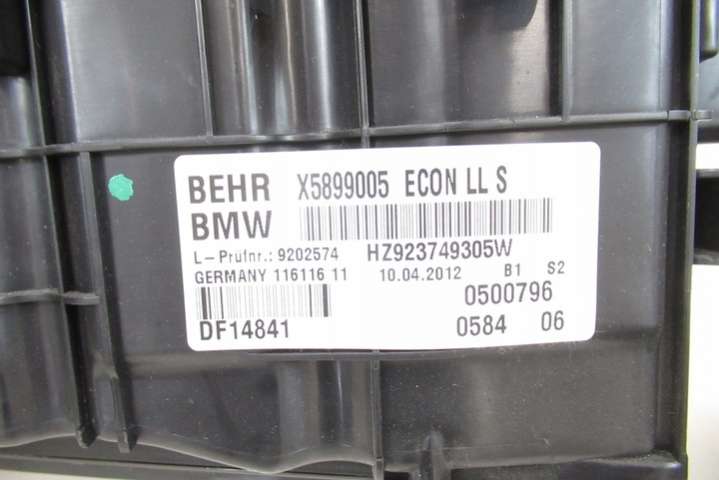 BEHR X5899005 ECON LL S
BMW
L-Prüfnr.: 9202574 HZ923749305W
GERMANY 116116 11 10.04.2012 B1 S2
0500796
DF14841 0584 06